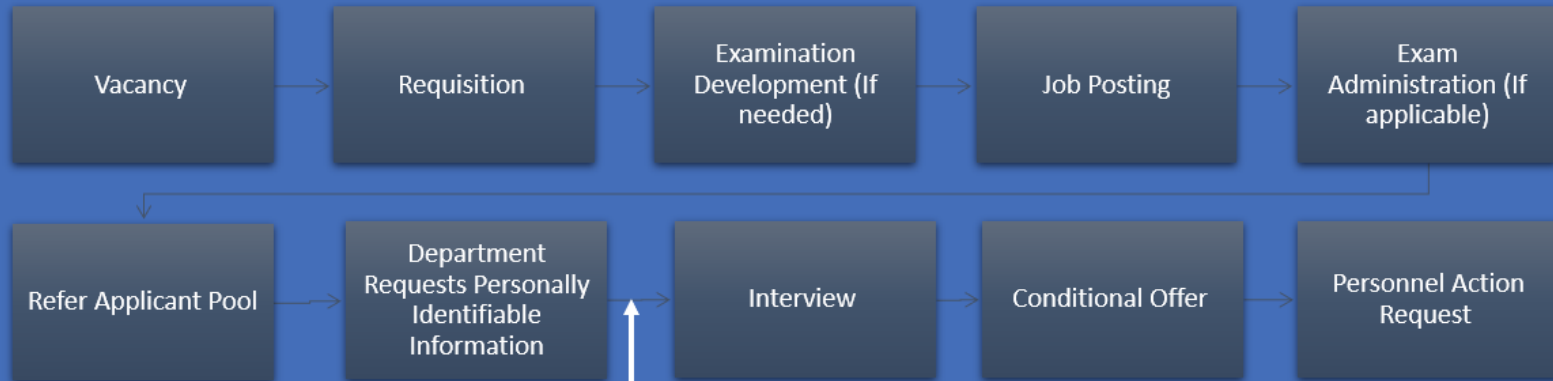 Vacancy
Requisition
Examination
Development (If
needed)
Job Posting
Exam
Administration (If
applicable)
Refer Applicant Pool
Department
Requests Personally
Identifiable
Information
Interview
Conditional Offer
Personnel Action
Request